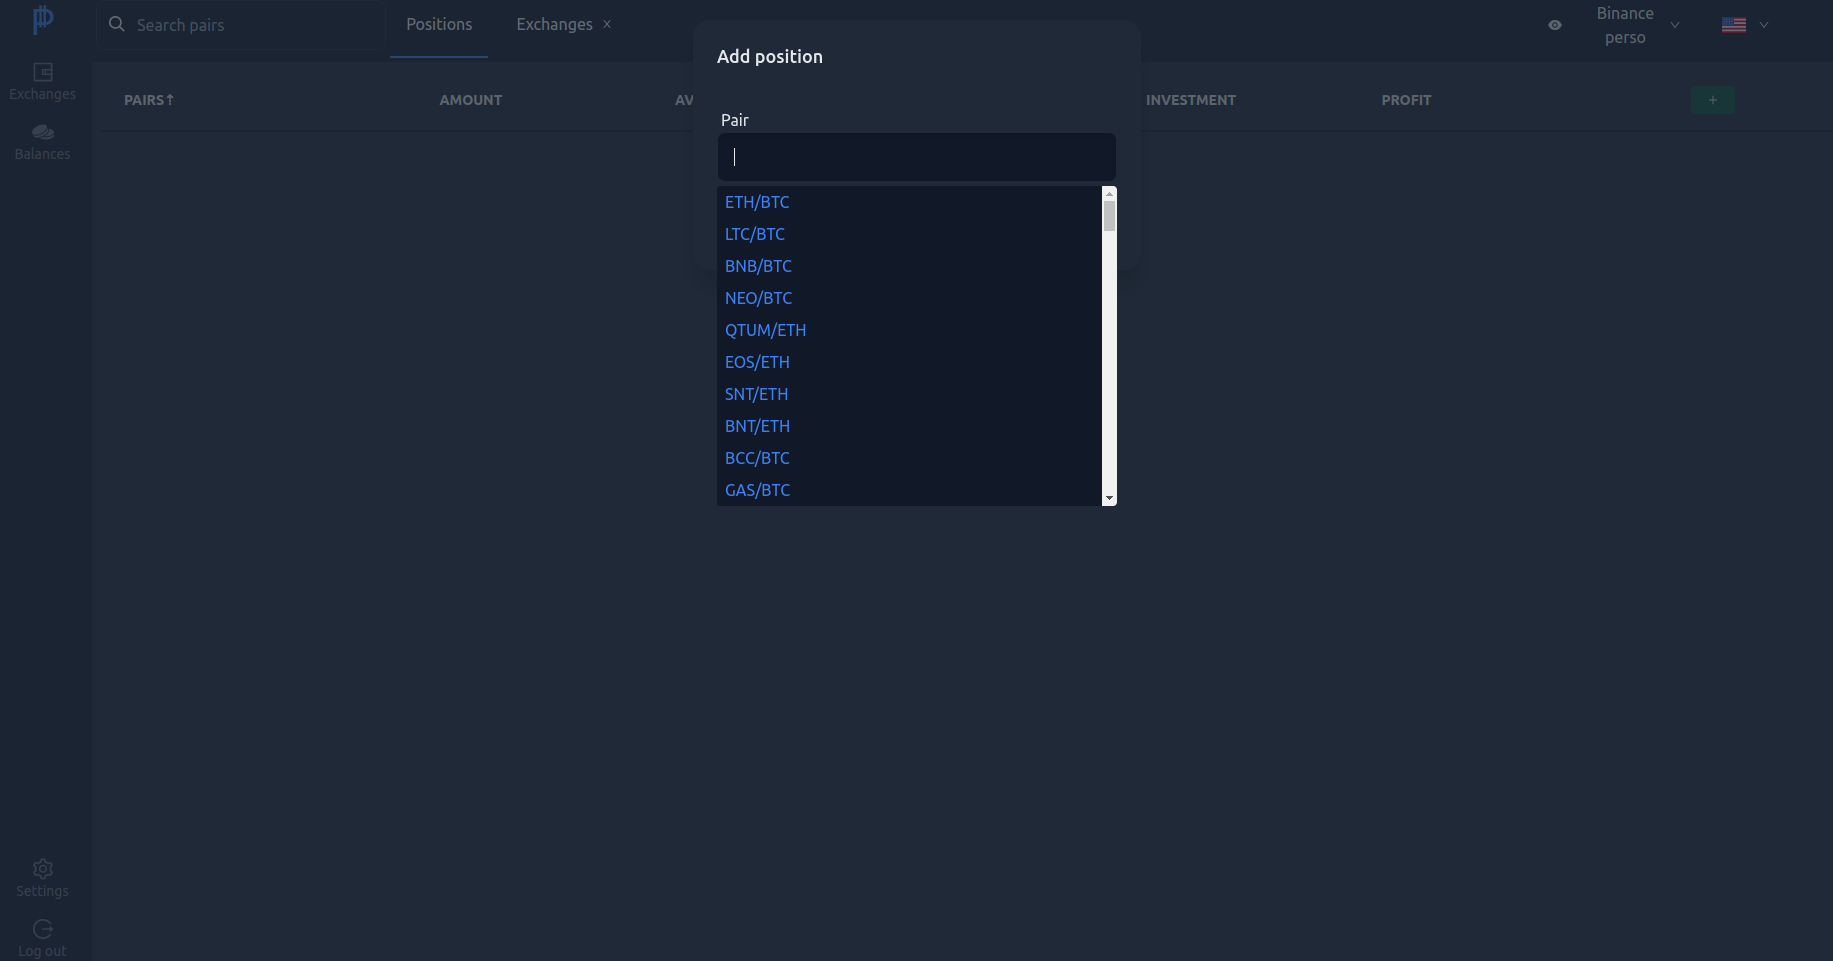 Search pairs
Positions
Exchanges ×
Binance
perso
Exchanges
Balances
Add position
PAIRS↑
AMOUNT
AV
INVESTMENT
PROFIT
+
Pair
ETH/BTC
LTC/BTC
BNB/BTC
NEO/BTC
QTUM/ETH
EOS/ETH
SNT/ETH
BNT/ETH
BCC/BTC
GAS/BTC
Settings
Log out